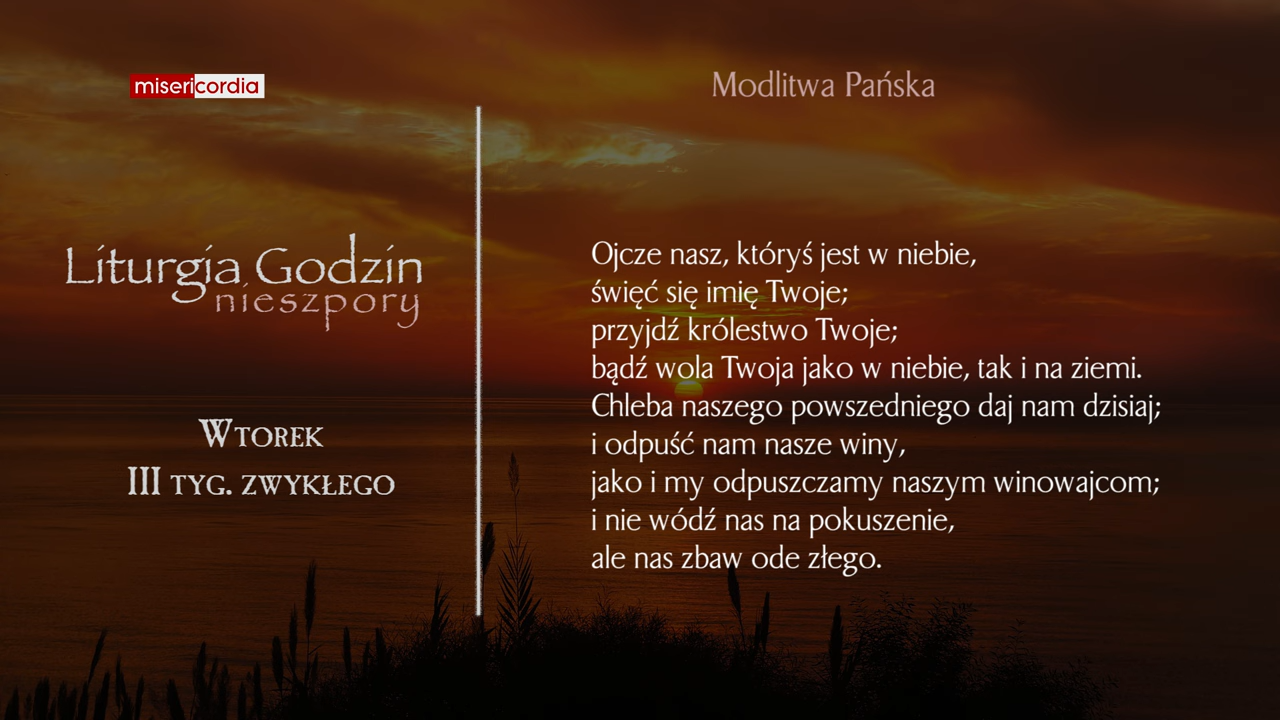 misericordia
Liturgia Godzin
nieszpory
Wtorek
III tyg. zwykłego
Modlitwa Pańska
Ojcze nasz, któryś jest w niebie,
święć się imię Twoje;
przyjdź królestwo Twoje;
bądź wola Twoja jako w niebie, tak i na ziemi.
Chleba naszego powszedniego daj nam dzisiaj;
i odpuść nam nasze winy,
jako i my odpuszczamy naszym winowajcom;
i nie wódź nas na pokuszenie,
ale nas zbaw ode złego.